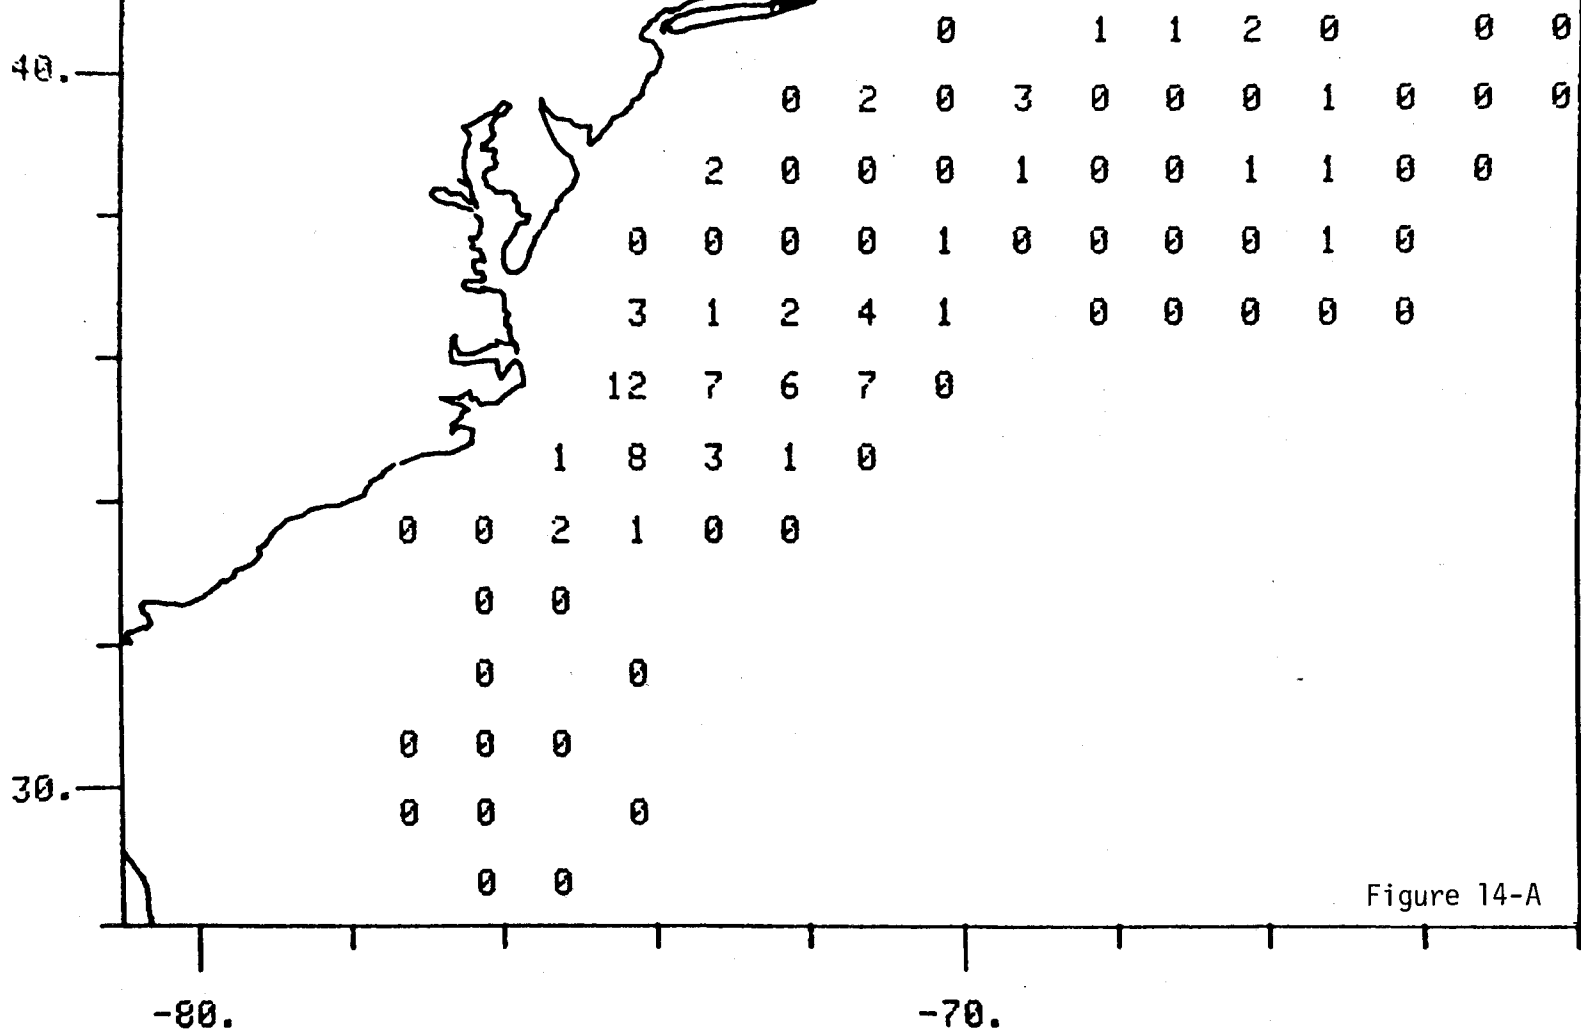 0 1 1 2 0 0 0
40.
0 2 0 3 0 0 0 1 0 0 0
2 0 0 0 1 0 0 1 1 0 0
0 0 0 0 1 0 0 0 0 1 0
3 1 2 4 1 0 0 0 0 0
12 7 6 7 0
1 8 3 1 0
0 0 2 1 0 0
0 0
0 0
0 0 0
30.
0 0 0
0 0
Figure 14-A
-80. -70.